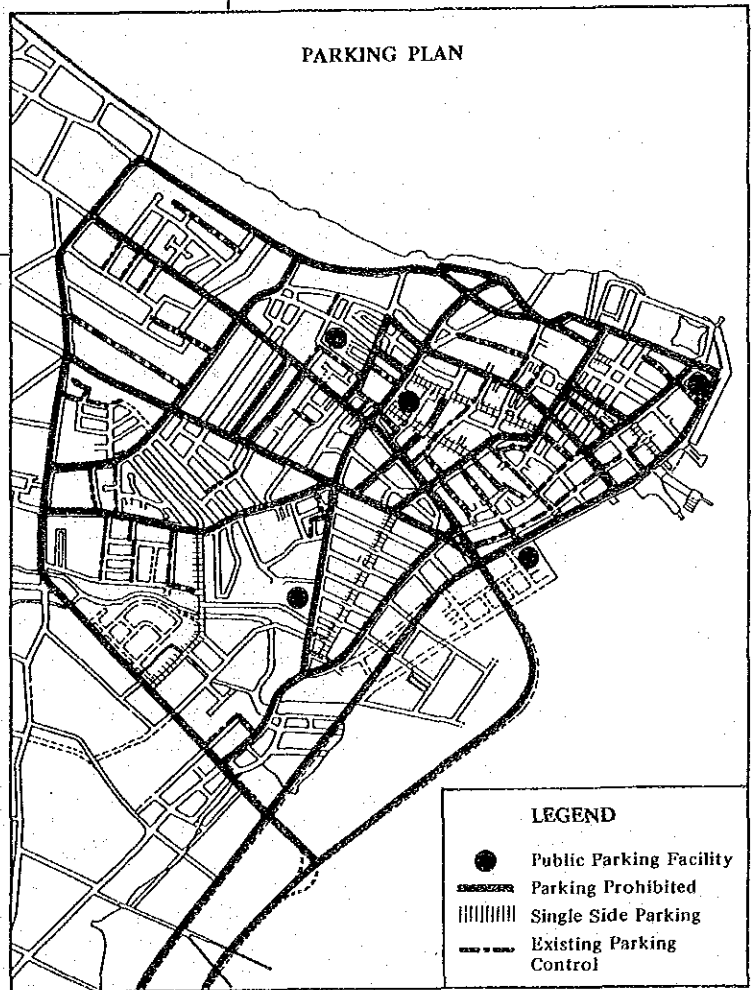 PARKING PLAN
LEGEND
Public Parking Facility
Parking Prohibited
Single Side Parking
Existing Parking
Control